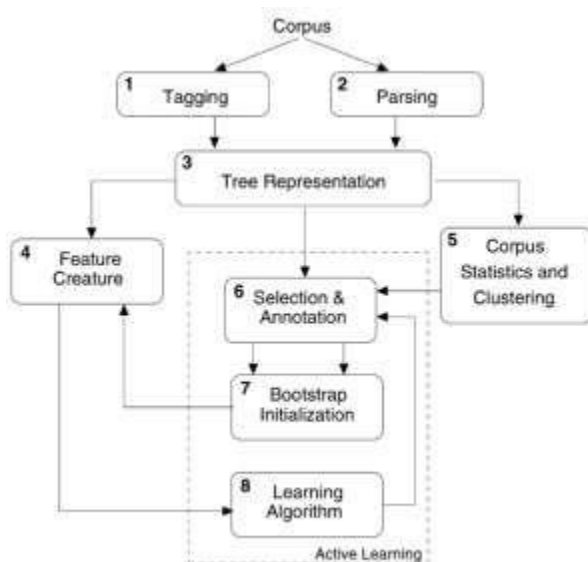 Corpus
1
Tagging
2
Parsing
3
Tree Representation
4
Feature
Creature
5
Corpus
Statistics and
Clustering
6
Selection &
Annotation
7
Bootstrap
Initialization
8
Learning
Algorithm
Active Learning